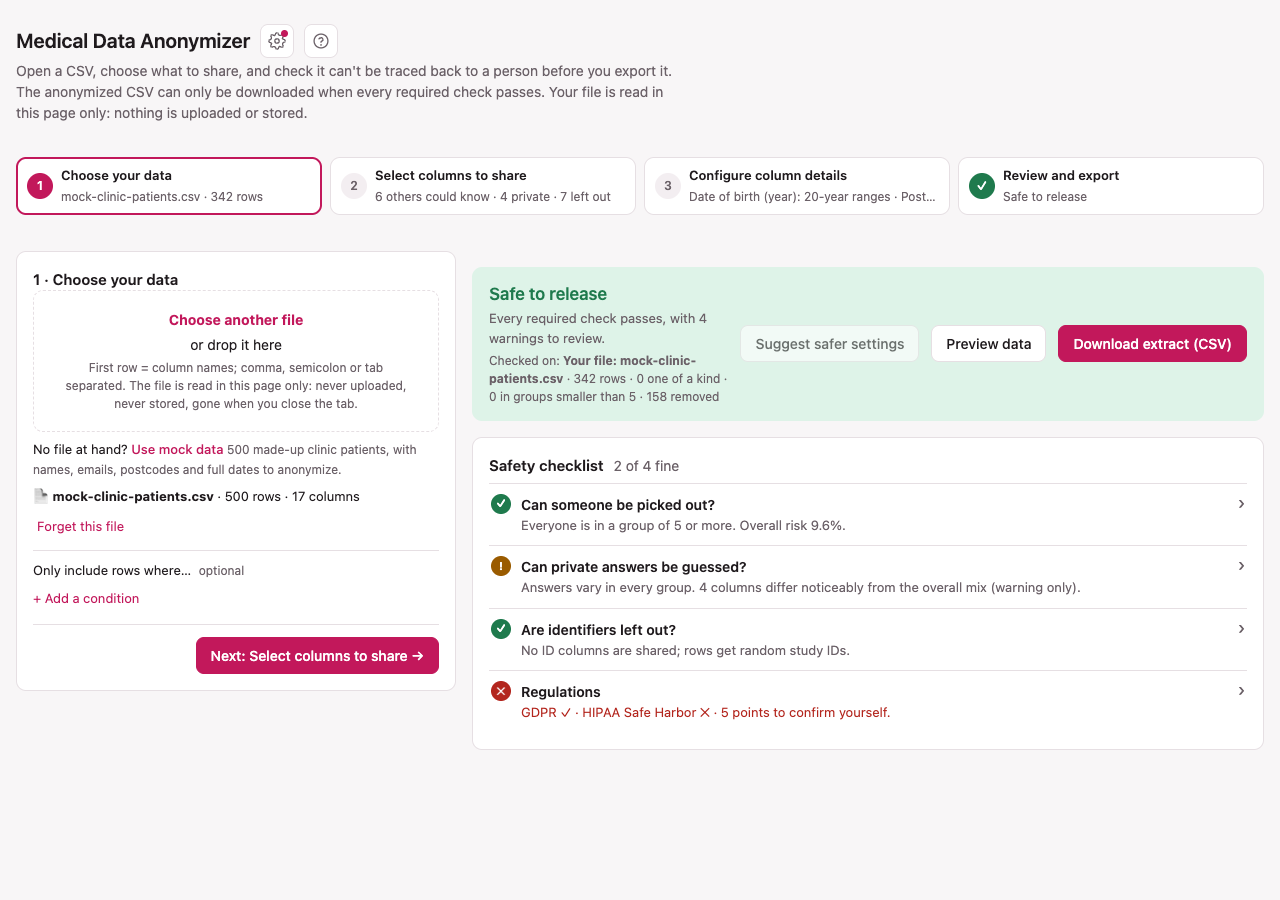 Medical Data Anonymizer
Open a CSV, choose what to share, and check it can't be traced back to a person before you export it.
The anonymized CSV can only be downloaded when every required check passes. Your file is read in
this page only: nothing is uploaded or stored.
1
Choose your data
mock-clinic-patients.csv · 342 rows
2
Select columns to share
6 others could know · 4 private · 7 left out
3
Configure column details
Date of birth (year): 20-year ranges · Post…
Review and export
Safe to release
1 · Choose your data
Choose another file
or drop it here
First row = column names; comma, semicolon or tab
separated. The file is read in this page only: never uploaded,
never stored, gone when you close the tab.
No file at hand? Use mock data 500 made-up clinic patients, with
names, emails, postcodes and full dates to anonymize.
mock-clinic-patients.csv · 500 rows · 17 columns
Forget this file
Only include rows where… optional
+ Add a condition
Next: Select columns to share →
Safe to release
Every required check passes, with 4
warnings to review.
Checked on: Your file: mock-clinic-
patients.csv · 342 rows · 0 one of a kind ·
0 in groups smaller than 5 · 158 removed
Suggest safer settings
Preview data
Download extract (CSV)
Safety checklist 2 of 4 fine
Can someone be picked out?
Everyone is in a group of 5 or more. Overall risk 9.6%.
Can private answers be guessed?
Answers vary in every group. 4 columns differ noticeably from the overall mix (warning only).
Are identifiers left out?
No ID columns are shared; rows get random study IDs.
Regulations
GDPR ✓ · HIPAA Safe Harbor ✕ · 5 points to confirm yourself.